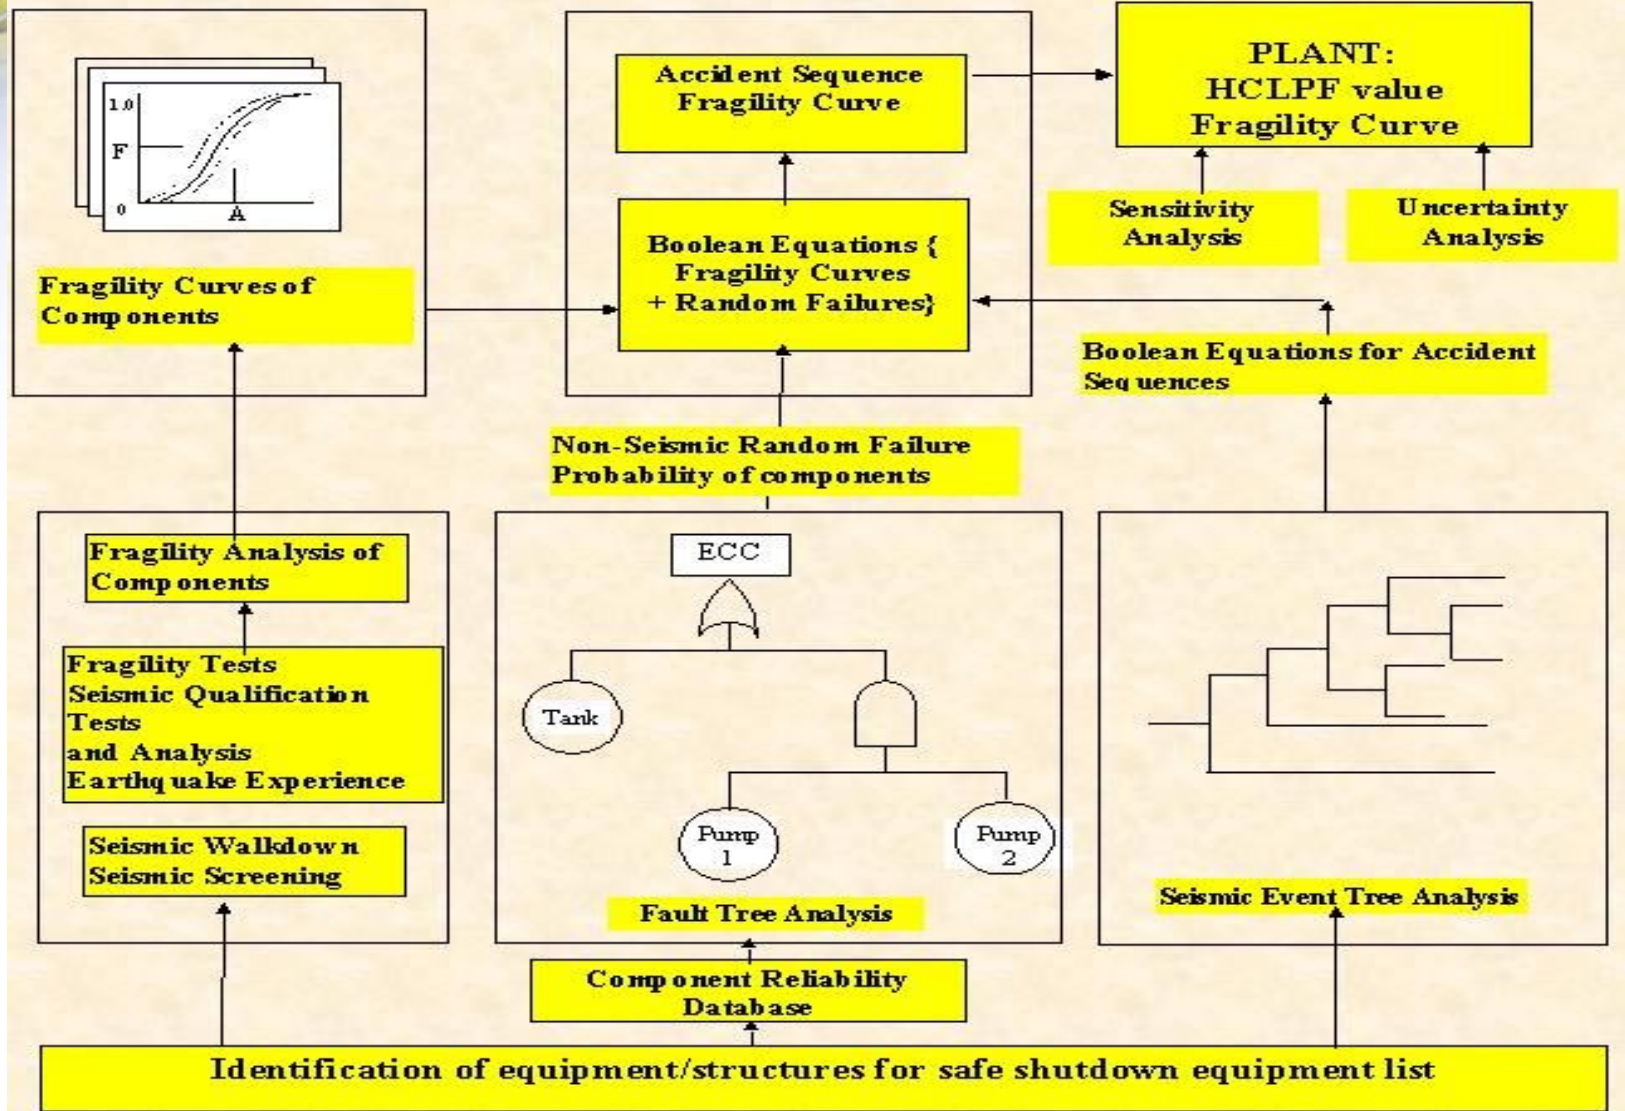 1.0
F
0
A
Fragility Curves of
Components
Accident Sequence
Fragility Curve
Boolean Equations {
Fragility Curves
+ Random Failures}
PLANT:
HCLPF value
Fragility Curve
Sensitivity
Analysis
Uncertainty
Analysis
Boolean Equations for Accident
Sequences
Non-Seismic Random Failure
Probability of components
Fragility Analysis of
Components
Fragility Tests
Seismic Qualification
Tests
and Analysis
Earthquake Experience
Seismic Walkdown
Seismic Screening
ECC
Tank
Pump
1
Pump
2
Fault Tree Analysis
Seismic Event Tree Analysis
Component Reliability
Database
Identification of equipment/structures for safe shutdown equipment list